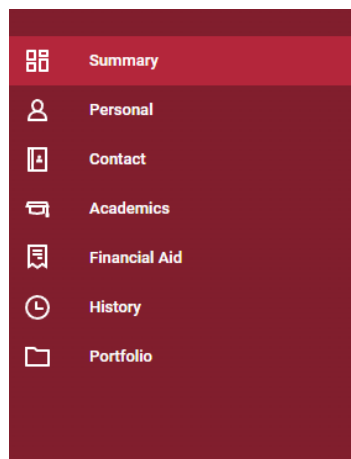 Summary
Personal
Contact
Academics
Financial Aid
History
Portfolio